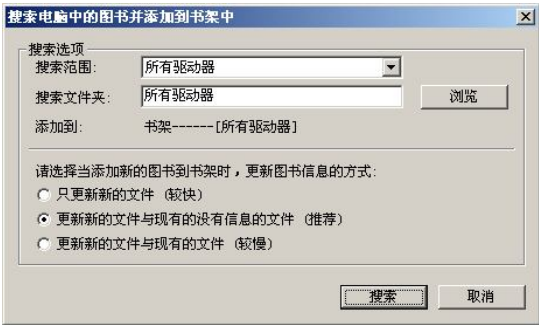 搜索电脑中的图书并添加到书架中
搜索选项
搜索范围: 所有驱动器
搜索文件夹: 所有驱动器 浏览
添加到: 书架------[所有驱动器]
请选择当添加新的图书到书架时，更新图书信息的方式:
只更新新的文件 (较快)
更新新的文件与现有的没有信息的文件 (推荐)
更新新的文件与现有的文件 (较慢)
搜索 取消